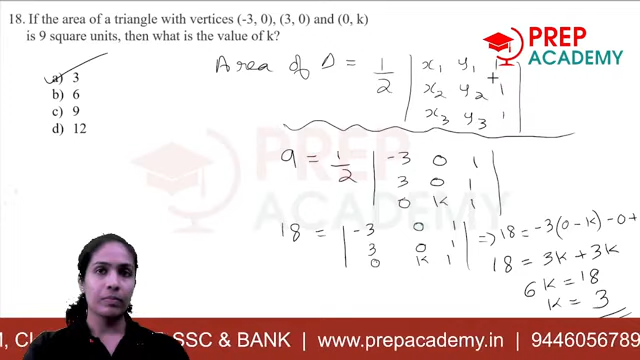 18. If the area of a triangle with vertices (-3, 0), (3, 0) and (0, k)
is 9 square units, then what is the value of k?
a) 3
b) 6
c) 9
d) 12
PREP
ACADEMY
Area of Δ = 1/2 | x₁ y₁ 1
x₂ y₂ 1
x₃ y₃ 1 |
9 = 1/2 | -3 0 1
3 0 1
0 k 1 |
18 = | -3 0 1
3 0 1
0 k 1 |
⇒ 18 = -3(0 - k) - 0 +
18 = 3k + 3k
6k = 18
k = 3
PREP
ACADEMY
SSC & BANK / www.prepacademy.in / 9446056789